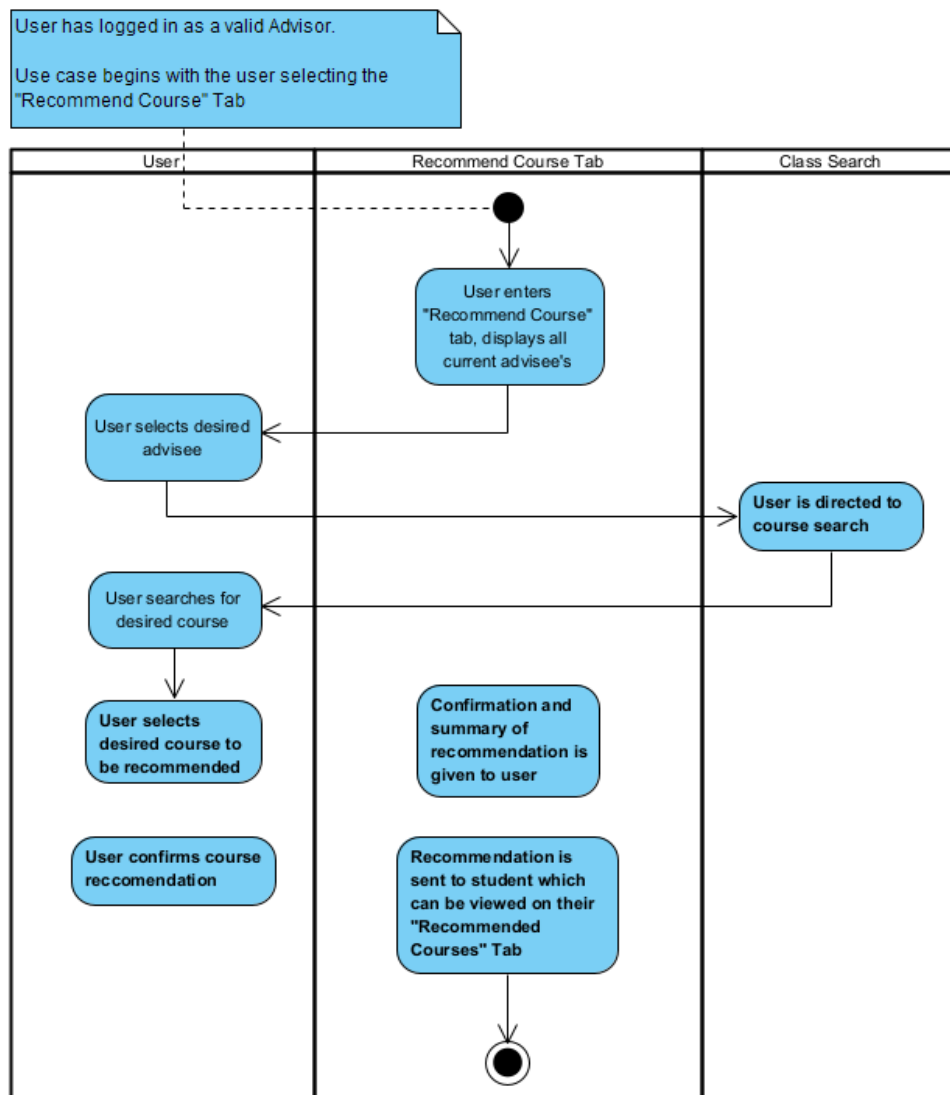 User has logged in as a valid Advisor.
Use case begins with the user selecting the
"Recommend Course" Tab
User
Recommend Course Tab
Class Search
User enters
"Recommend Course"
tab, displays all
current advisee's
User selects desired
advisee
User is directed to
course search
User searches for
desired course
User selects
desired course to
be recommended
Confirmation and
summary of
recommendation is
given to user
User confirms course
reccomendation
Recommendation is
sent to student which
can be viewed on their
"Recommended
Courses" Tab